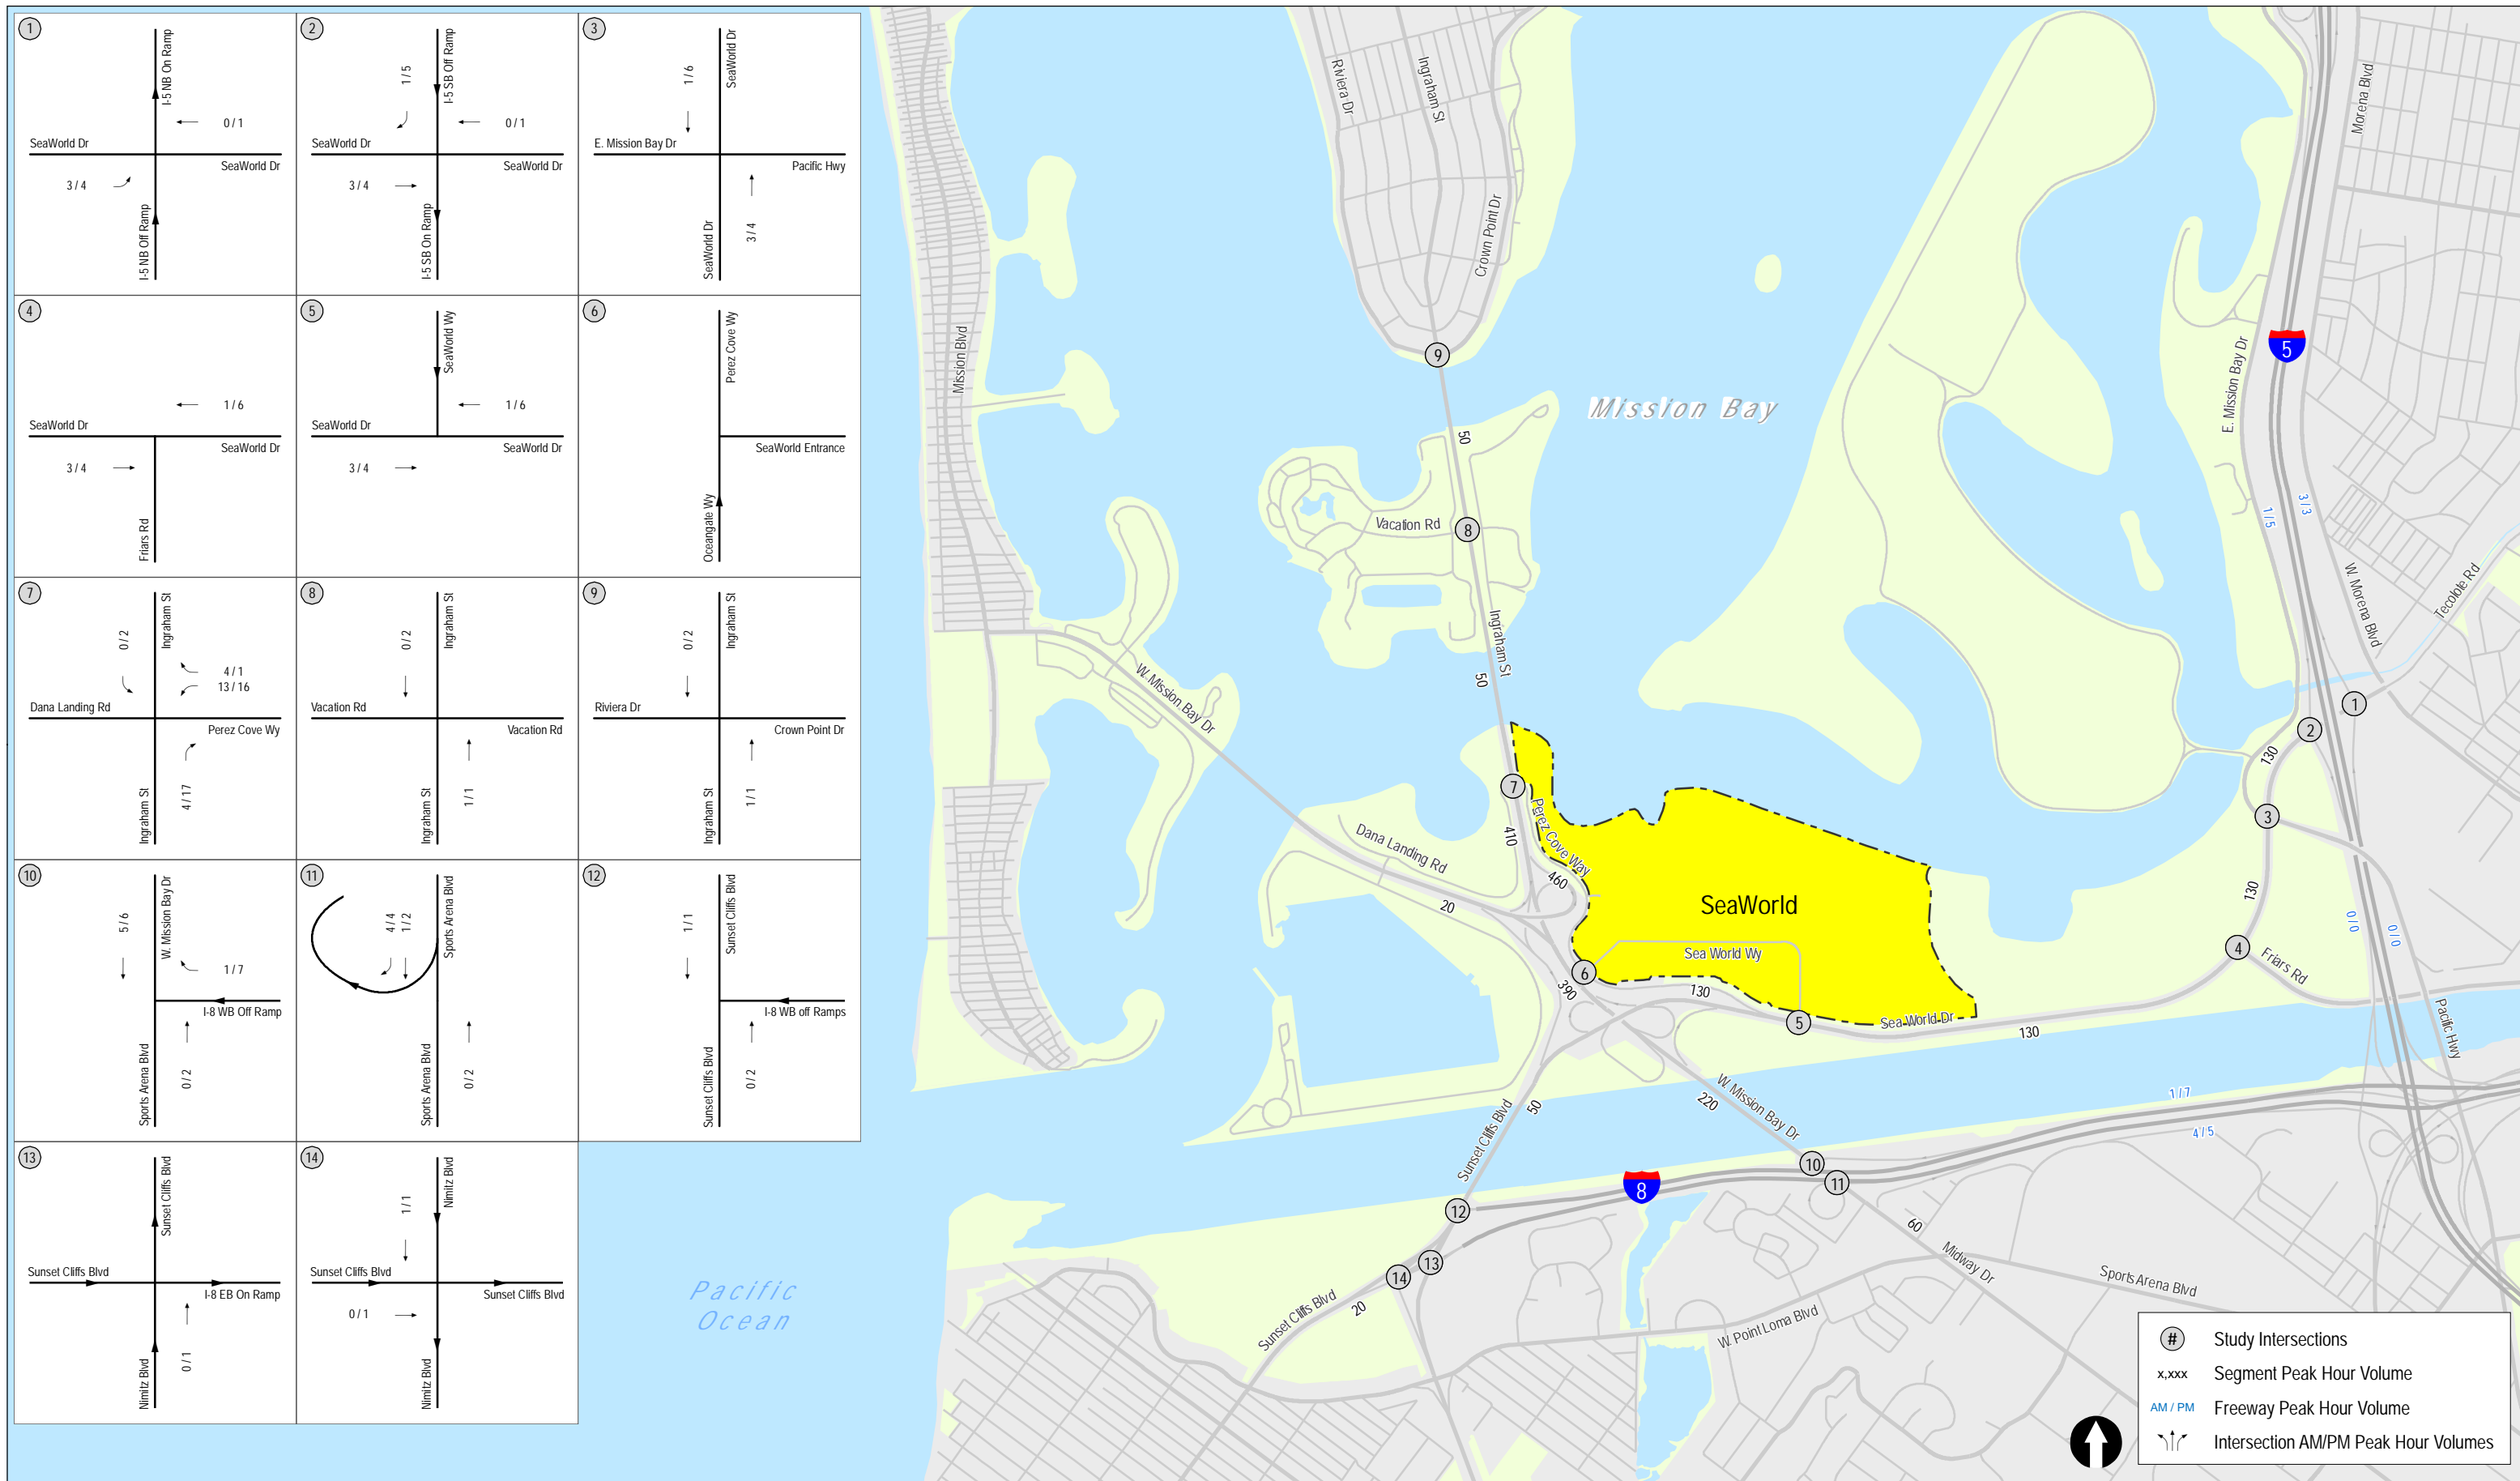 1
I-5 NB On Ramp
0 / 1
SeaWorld Dr
SeaWorld Dr
3 / 4
I-5 NB Off Ramp
2
1 / 5
I-5 SB Off Ramp
0 / 1
SeaWorld Dr
SeaWorld Dr
3 / 4
I-5 SB On Ramp
3
1 / 6
SeaWorld Dr
E. Mission Bay Dr
Pacific Hwy
SeaWorld Dr
3 / 4
4
1 / 6
SeaWorld Dr
SeaWorld Dr
3 / 4
Friars Rd
5
SeaWorld Wy
1 / 6
SeaWorld Dr
SeaWorld Dr
3 / 4
6
Perez Cove Wy
SeaWorld Entrance
Oceangate Wy
7
0 / 2
Ingraham St
4 / 1
13 / 16
Dana Landing Rd
Perez Cove Wy
Ingraham St
4 / 17
8
0 / 2
Ingraham St
Vacation Rd
Vacation Rd
Ingraham St
1 / 1
9
0 / 2
Ingraham St
Riviera Dr
Crown Point Dr
Ingraham St
1 / 1
10
5 / 6
W. Mission Bay Dr
1 / 7
I-8 WB Off Ramp
Sports Arena Blvd
0 / 2
11
4 / 4
1 / 2
Sports Arena Blvd
Sports Arena Blvd
0 / 2
12
1 / 1
Sunset Cliffs Blvd
I-8 WB off Ramps
Sunset Cliffs Blvd
0 / 2
13
Sunset Cliffs Blvd
Sunset Cliffs Blvd
I-8 EB On Ramp
Nimitz Blvd
0 / 1
14
1 / 1
Nimitz Blvd
Sunset Cliffs Blvd
Sunset Cliffs Blvd
0 / 1
Nimitz Blvd
Riviera Dr
Ingraham St
Crown Point Dr
Morena Blvd
Mission Blvd
9
5
E. Mission Bay Dr
Mission Bay
50
Vacation Rd
8
1 / 5
3 / 3
W. Morena Blvd
Tecolote Rd
Ingraham St
50
W. Mission Bay Dr
1
2
130
7
3
Perez Cove Way
410
Dana Landing Rd
460
20
SeaWorld
130
0 / 0
0 / 0
4
Friars Rd
Sea World Wy
6
390
130
5
Sea World Dr
130
Pacific Hwy
W. Mission Bay Dr
220
50
Sunset Cliffs Blvd
1 / 7
4 / 5
10
11
8
12
13
14
60
Midway Dr
Sports Arena Blvd
W. Point Loma Blvd
Sunset Cliffs Blvd
20
Pacific
Ocean
# Study Intersections
x,xxx Segment Peak Hour Volume
AM / PM Freeway Peak Hour Volume
Intersection AM/PM Peak Hour Volumes